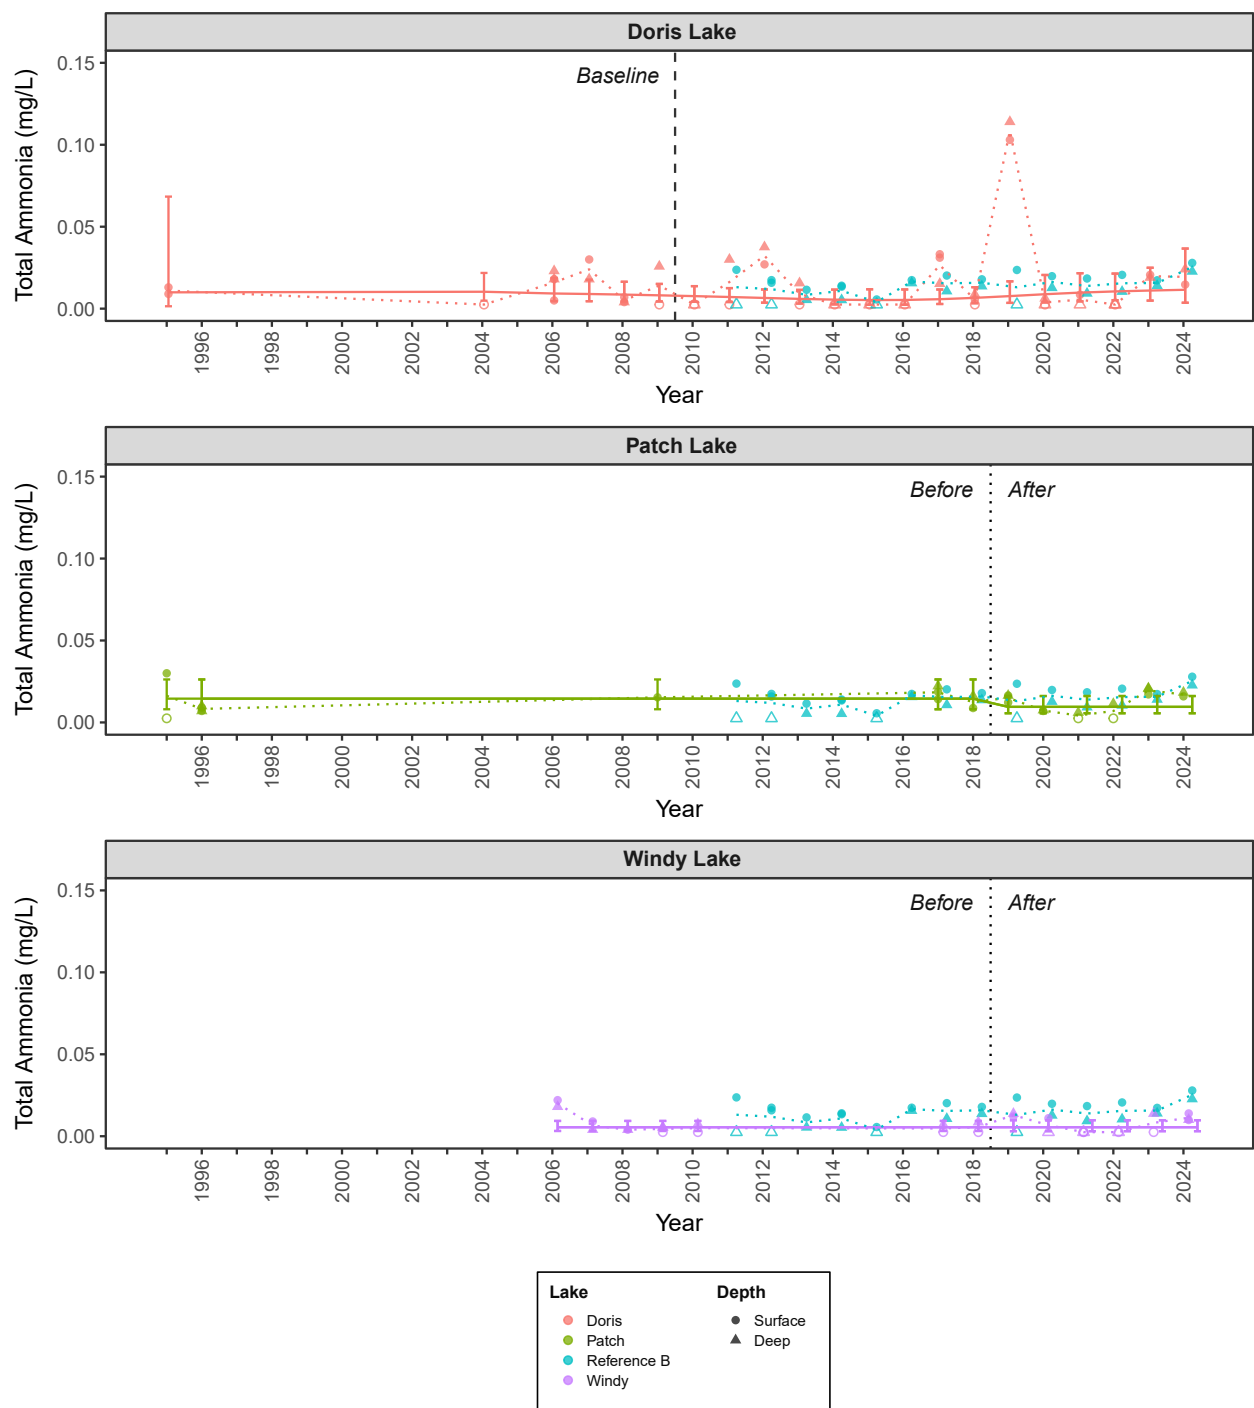 Doris Lake
Total Ammonia (mg/L)
0.15
0.10
0.05
0.00
Baseline
1996 1998 2000 2002 2004 2006 2008 2010 2012 2014 2016 2018 2020 2022 2024
Year
Patch Lake
Total Ammonia (mg/L)
0.15
0.10
0.05
0.00
Before After
1996 1998 2000 2002 2004 2006 2008 2010 2012 2014 2016 2018 2020 2022 2024
Year
Windy Lake
Total Ammonia (mg/L)
0.15
0.10
0.05
0.00
Before After
1996 1998 2000 2002 2004 2006 2008 2010 2012 2014 2016 2018 2020 2022 2024
Year
Lake
Doris
Patch
Reference B
Windy
Depth
Surface
Deep